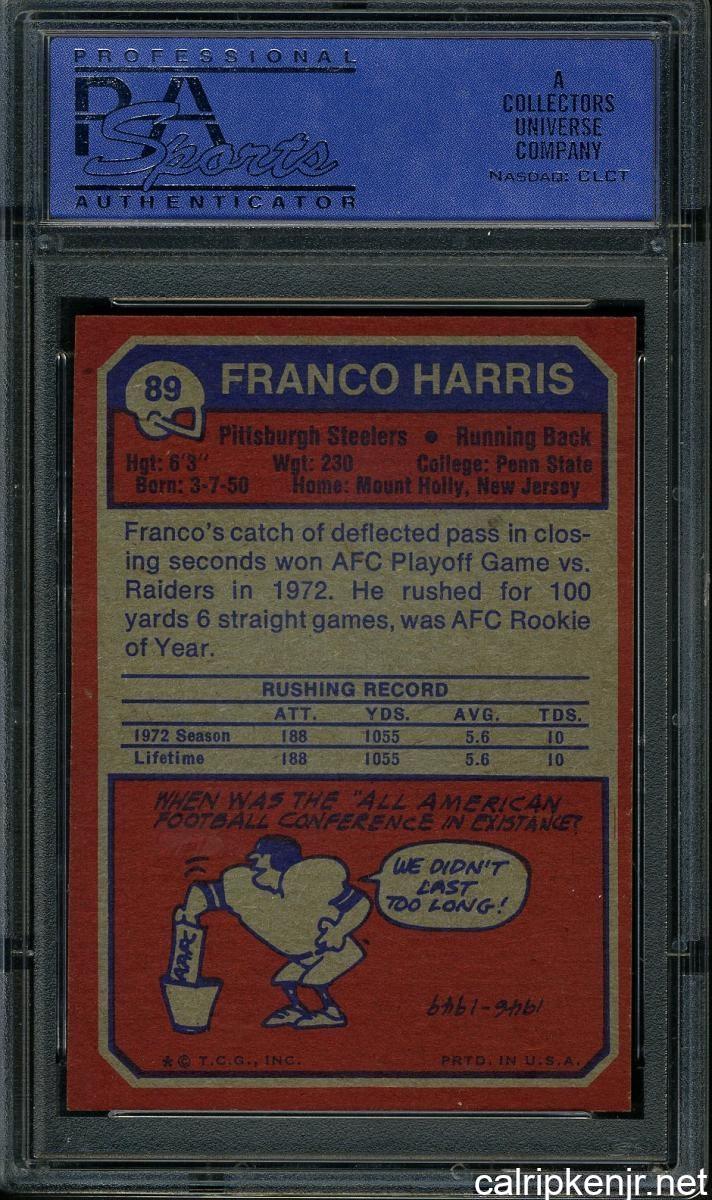 PROFESSIONAL
PSA
Sports
AUTHENTICATOR
A
COLLECTORS
UNIVERSE
COMPANY
NASDAQ: CLCT
89 FRANCO HARRIS
Pittsburgh Steelers • Running Back
Hgt: 6'3" Wgt: 230 College: Penn State
Born: 3-7-50 Home: Mount Holly, New Jersey
Franco's catch of deflected pass in clos-
ing seconds won AFC Playoff Game vs.
Raiders in 1972. He rushed for 100
yards 6 straight games, was AFC Rookie
of Year.
RUSHING RECORD
ATT. YDS. AVG. TDS.
1972 Season 188 1055 5.6 10
Lifetime 188 1055 5.6 10
WHEN WAS THE "ALL AMERICAN
FOOTBALL CONFERENCE IN EXISTANCE?
WE DIDN'T
LAST
TOO LONG!
AAFC
1946-1949
* © T.C.G., INC. PRTD. IN U.S.A.
calripkenjr.net